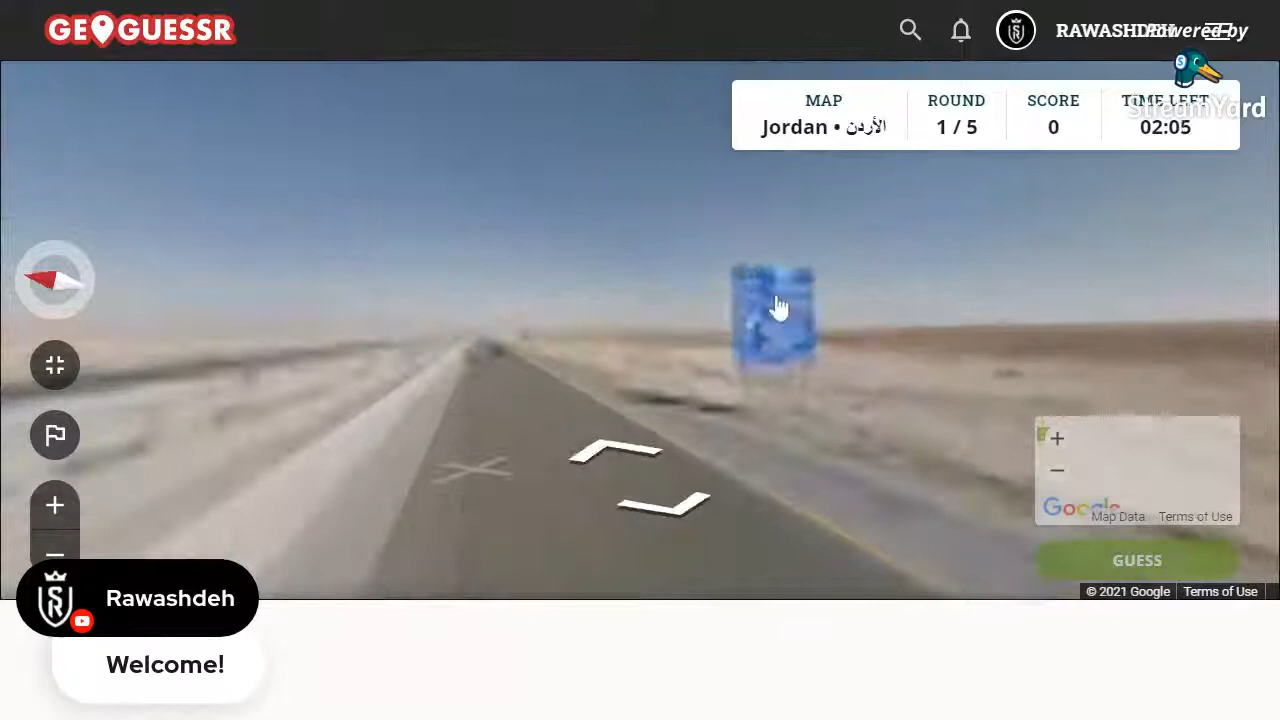 GEOGUESSR
RAWASHDEH
Powered by
StreamYard
MAP
Jordan • الأردن
ROUND
1 / 5
SCORE
0
TIME LEFT
02:05
+
−
+
−
Google
Map Data
Terms of Use
GUESS
© 2021 Google
Terms of Use
Rawashdeh
Welcome!